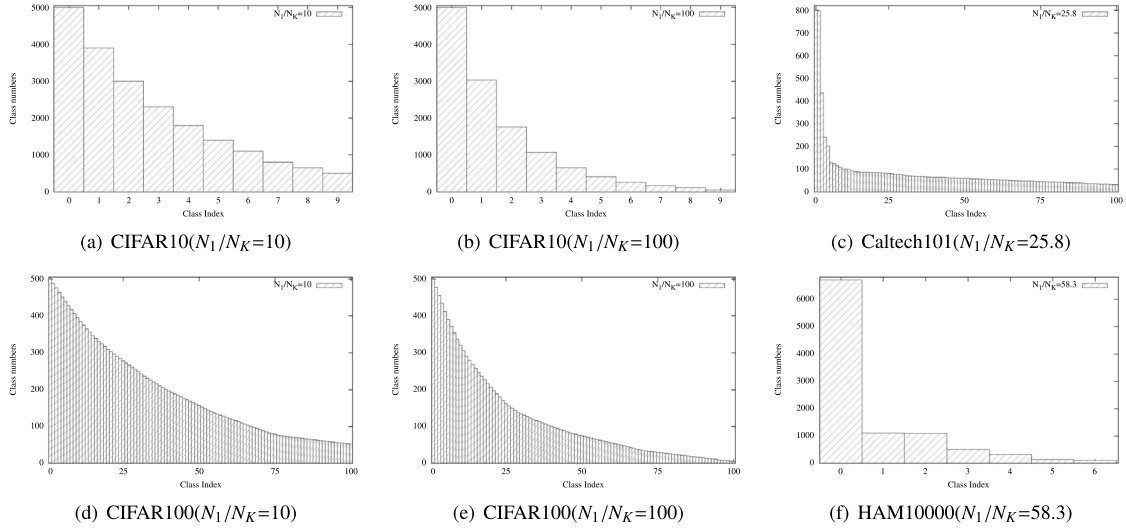 5000
4000
3000
2000
1000
0
Class numbers
N1/NK=10
0 1 2 3 4 5 6 7 8 9
Class Index
(a) CIFAR10(N1/NK=10)
5000
4000
3000
2000
1000
0
Class numbers
N1/NK=100
0 1 2 3 4 5 6 7 8 9
Class Index
(b) CIFAR10(N1/NK=100)
800
700
600
500
400
300
200
100
0
Class numbers
N1/NK=25.8
0 25 50 75 100
Class Index
(c) Caltech101(N1/NK=25.8)
500
400
300
200
100
0
Class numbers
N1/NK=10
0 25 50 75 100
Class Index
(d) CIFAR100(N1/NK=10)
500
400
300
200
100
0
Class numbers
N1/NK=100
0 25 50 75 100
Class Index
(e) CIFAR100(N1/NK=100)
6000
5000
4000
3000
2000
1000
0
Class numbers
N1/NK=58.3
0 1 2 3 4 5 6
Class Index
(f) HAM10000(N1/NK=58.3)